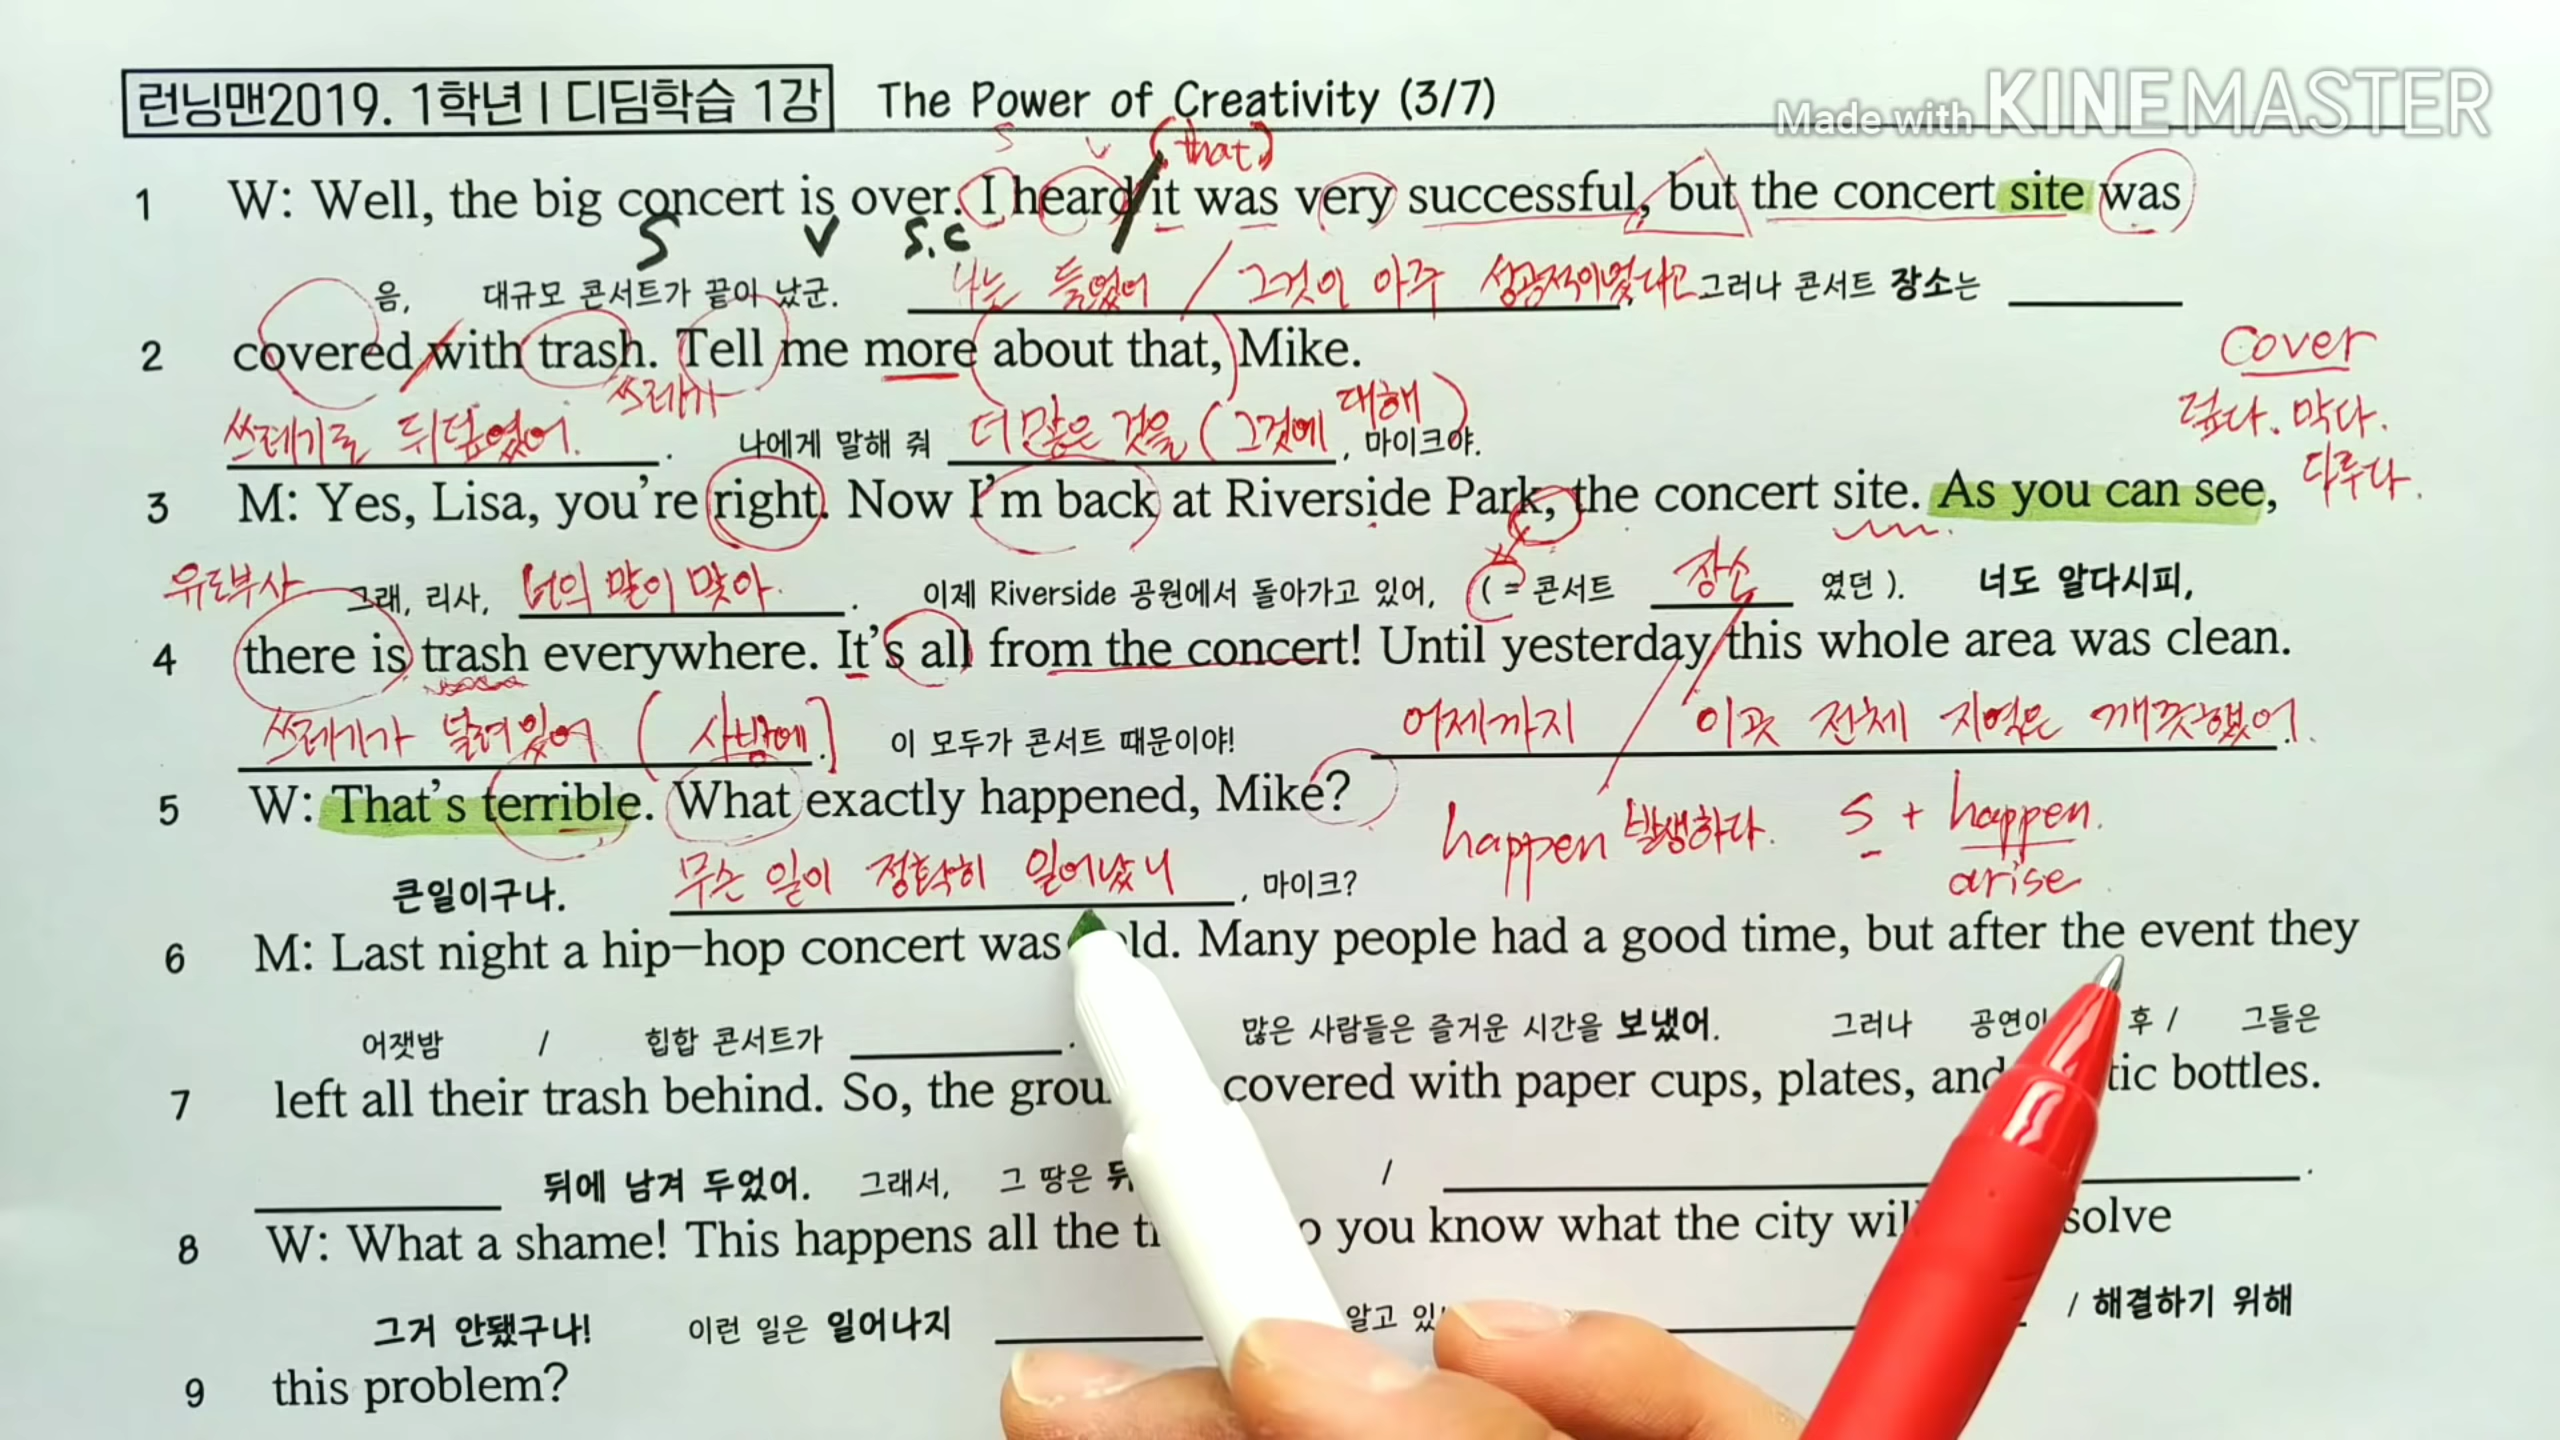 런닝맨2019. 1학년 | 디딤학습 1강 The Power of Creativity (3/7)
Made with KINEMASTER
S V (that)
1 W: Well, the big concert is over. I heard it was very successful, but the concert site was
S V S.C
음, 대규모 콘서트가 끝이 났군. 나는 들었어 / 그것이 아주 성공적이었다고 그러나 콘서트 장소는
2 covered with trash. Tell me more about that, Mike.
cover
쓰레기 대해 덮다. 막다.
쓰레기로 뒤덮였어. 나에게 말해 줘 더 많은 것을 (그것에 , 마이크야.
다루다.
3 M: Yes, Lisa, you're right. Now I'm back at Riverside Park, the concert site. As you can see,
유도부사 그래, 리사, 너의 말이 맞아. 이제 Riverside 공원에서 돌아가고 있어, ( = 콘서트 장소 였던 ). 너도 알다시피,
4 there is trash everywhere. It's all from the concert! Until yesterday this whole area was clean.
쓰레기가 널려있어 ( 사방에.] 이 모두가 콘서트 때문이야! 어제까지 이곳 전체 지역은 깨끗했어.
5 W: That's terrible. What exactly happened, Mike?
happen 발생하다. S + happen.
arise
큰일이구나. 무슨 일이 정확히 일어났니 , 마이크?
6 M: Last night a hip-hop concert was ld. Many people had a good time, but after the event they
어젯밤 / 힙합 콘서트가 . 많은 사람들은 즐거운 시간을 보냈어. 그러나 공연이 후 / 그들은
7 left all their trash behind. So, the grou covered with paper cups, plates, and tic bottles.
뒤에 남겨 두었어. 그래서, 그 땅은 뒤 / .
8 W: What a shame! This happens all the ti o you know what the city wil solve
그거 안됐구나! 이런 일은 일어나지 알고 있 / 해결하기 위해
9 this problem?